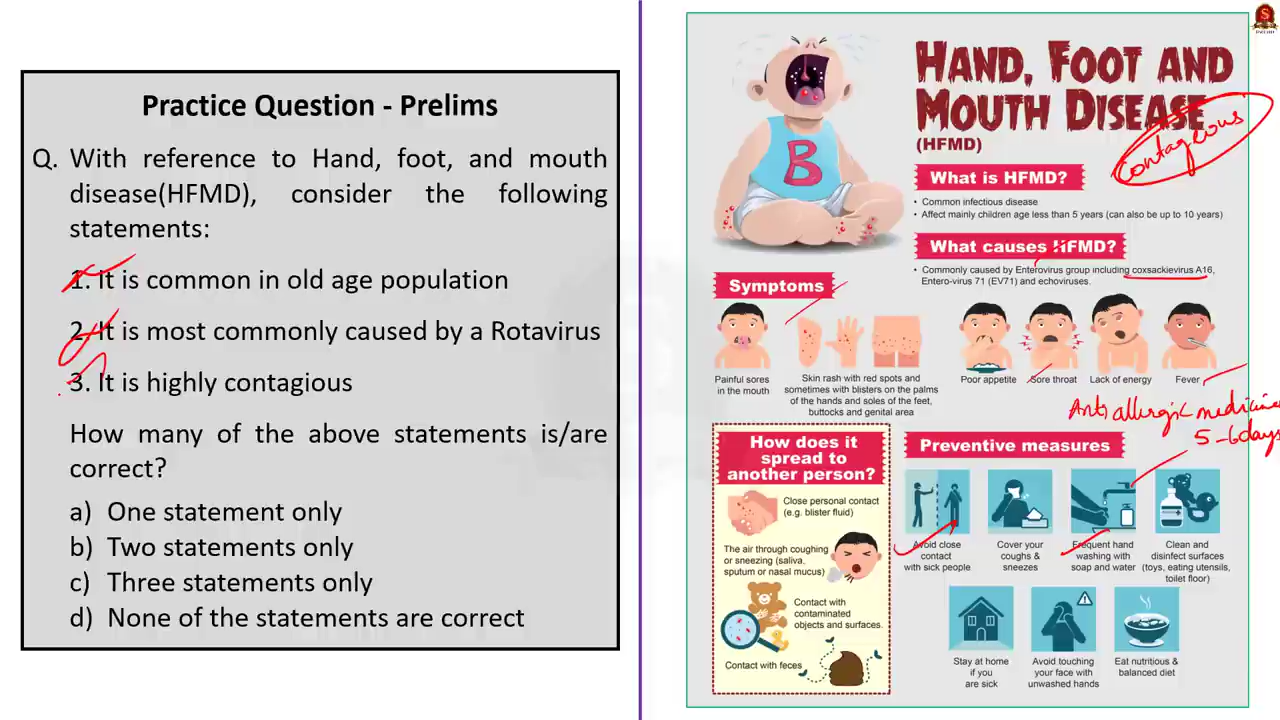 Practice Question - Prelims
Q. With reference to Hand, foot, and mouth
disease(HFMD), consider the following
statements:
1. It is common in old age population
2. It is most commonly caused by a Rotavirus
3. It is highly contagious
How many of the above statements is/are
correct?
a) One statement only
b) Two statements only
c) Three statements only
d) None of the statements are correct
HAND, FOOT AND
MOUTH DISEASE
(HFMD)
contageous
B
What is HFMD?
• Common infectious disease
• Affect mainly children age less than 5 years (can also be up to 10 years)
What causes HFMD?
• Commonly caused by Enterovirus group including coxsackievirus A16,
Entero-virus 71 (EV71) and echoviruses.
Symptoms
Painful sores
in the mouth
Skin rash with red spots and
sometimes with blisters on the palms
of the hands and soles of the feet,
buttocks and genital area
Poor appetite
Sore throat
Lack of energy
Fever
Anti allergic medicine
5-6days
How does it
spread to
another person?
Close personal contact
(e.g. blister fluid)
The air through coughing
or sneezing (saliva,
sputum or nasal mucus)
Contact with
contaminated
objects and surfaces.
Contact with feces
Preventive measures
Avoid close
contact
with sick people
Cover your
coughs &
sneezes
Frequent hand
washing with
soap and water
Clean and
disinfect surfaces
(toys, eating utensils,
toilet floor)
Stay at home
if you
are sick
Avoid touching
your face with
unwashed hands
Eat nutritious &
balanced diet